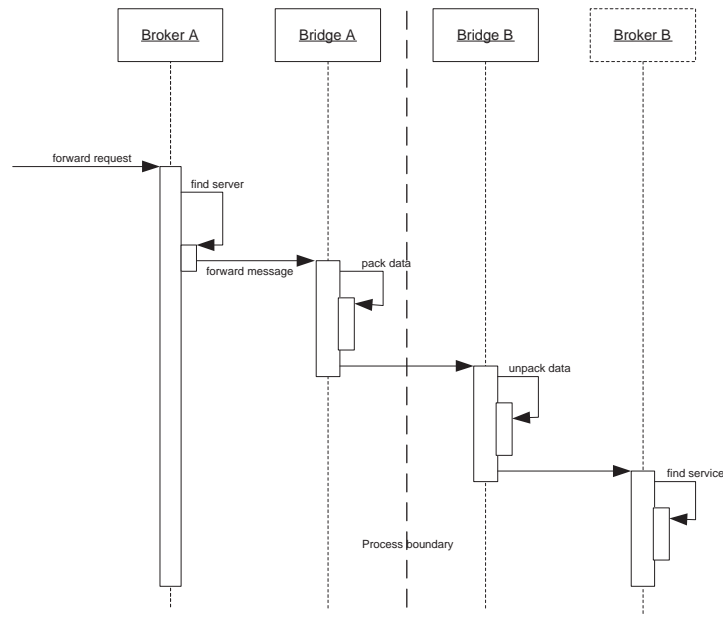 Broker A
Bridge A
Bridge B
Broker B
forward request
find server
forward message
pack data
unpack data
find service
Process boundary